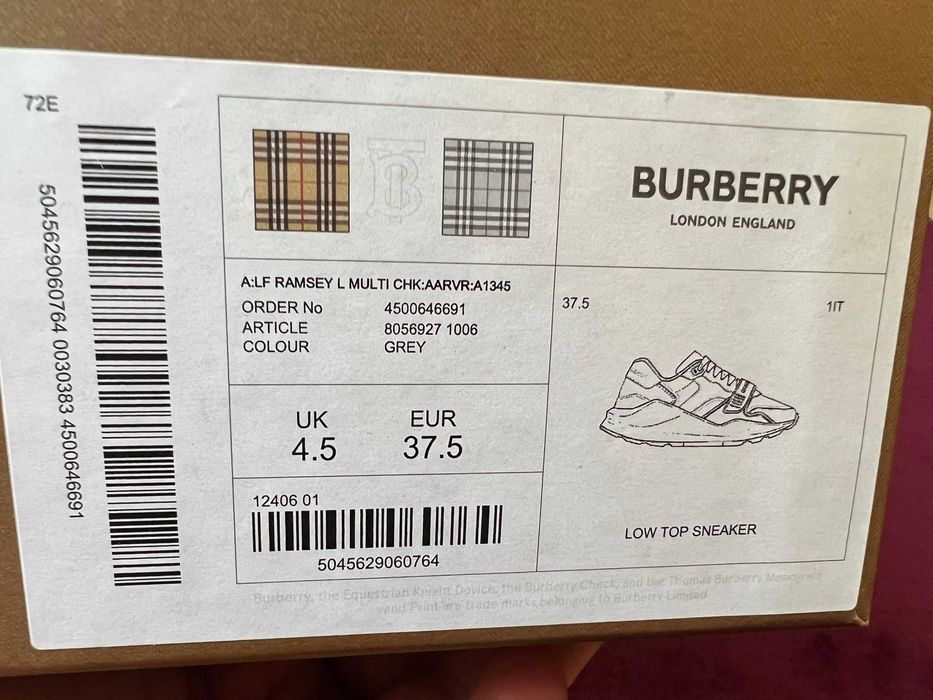 72E
5045629060764 0030383 4500646691
BURBERRY
LONDON ENGLAND
A:LF RAMSEY L MULTI CHK:AARVR:A1345
ORDER No 4500646691
ARTICLE 8056927 1006
COLOUR GREY
37.5 1IT
UK EUR
4.5 37.5
12406 01
5045629060764
LOW TOP SNEAKER
Burberry, the Equestrian Knight Device, the Burberry Check, and the Thomas Burberry Monogram
and Print are trade marks belonging to Burberry Limited